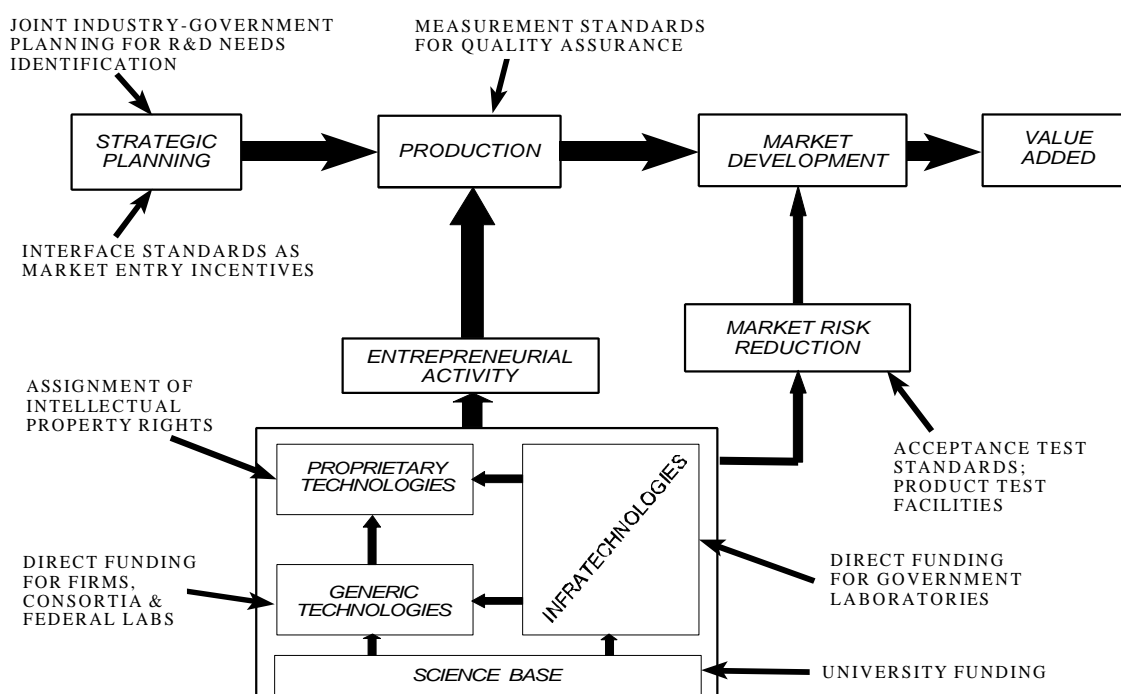 JOINT INDUSTRY-GOVERNMENT
PLANNING FOR R&D NEEDS
IDENTIFICATION
MEASUREMENT STANDARDS
FOR QUALITY ASSURANCE
STRATEGIC
PLANNING
PRODUCTION
MARKET
DEVELOPMENT
VALUE
ADDED
INTERFACE STANDARDS AS
MARKET ENTRY INCENTIVES
ENTREPRENEURIAL
ACTIVITY
MARKET RISK
REDUCTION
ASSIGNMENT OF
INTELLECTUAL
PROPERTY RIGHTS
PROPRIETARY
TECHNOLOGIES
INFRATECHNOLOGIES
ACCEPTANCE TEST
STANDARDS;
PRODUCT TEST
FACILITIES
DIRECT FUNDING
FOR FIRMS,
CONSORTIA &
FEDERAL LABS
GENERIC
TECHNOLOGIES
DIRECT FUNDING
FOR GOVERNMENT
LABORATORIES
SCIENCE BASE
UNIVERSITY FUNDING